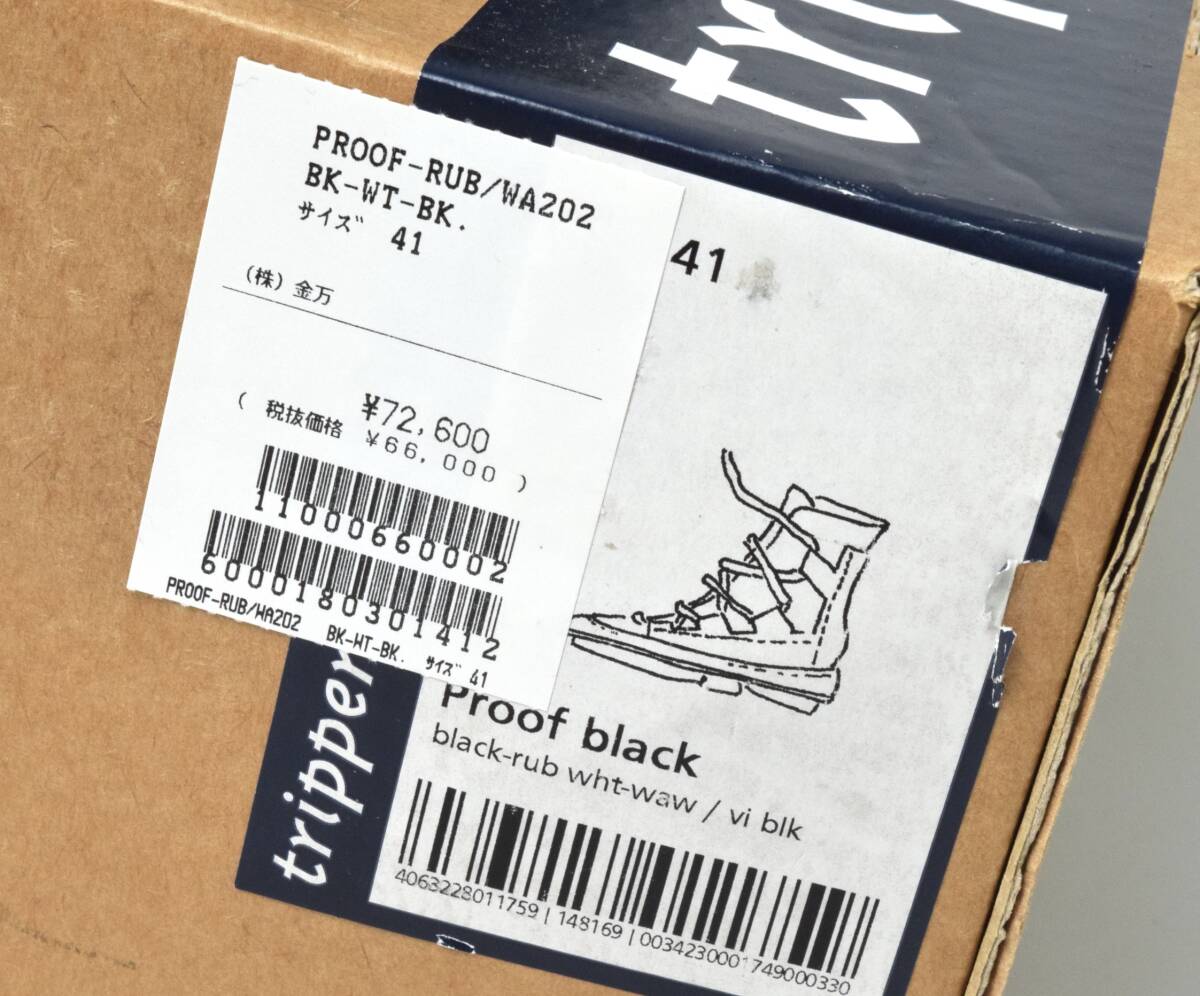 PROOF-RUB/WA202
BK-WT-BK.
サイズ 41
(株) 金万
¥72,600
( 税抜価格 ¥66,000 )
11000660002
6000180301412
PROOF-RUB/WA202 BK-WT-BK. サイズ 41
41
Proof black
black-rub wht-waw / vi blk
4063228011759 | 148169 | 0034230001749000330
tripper